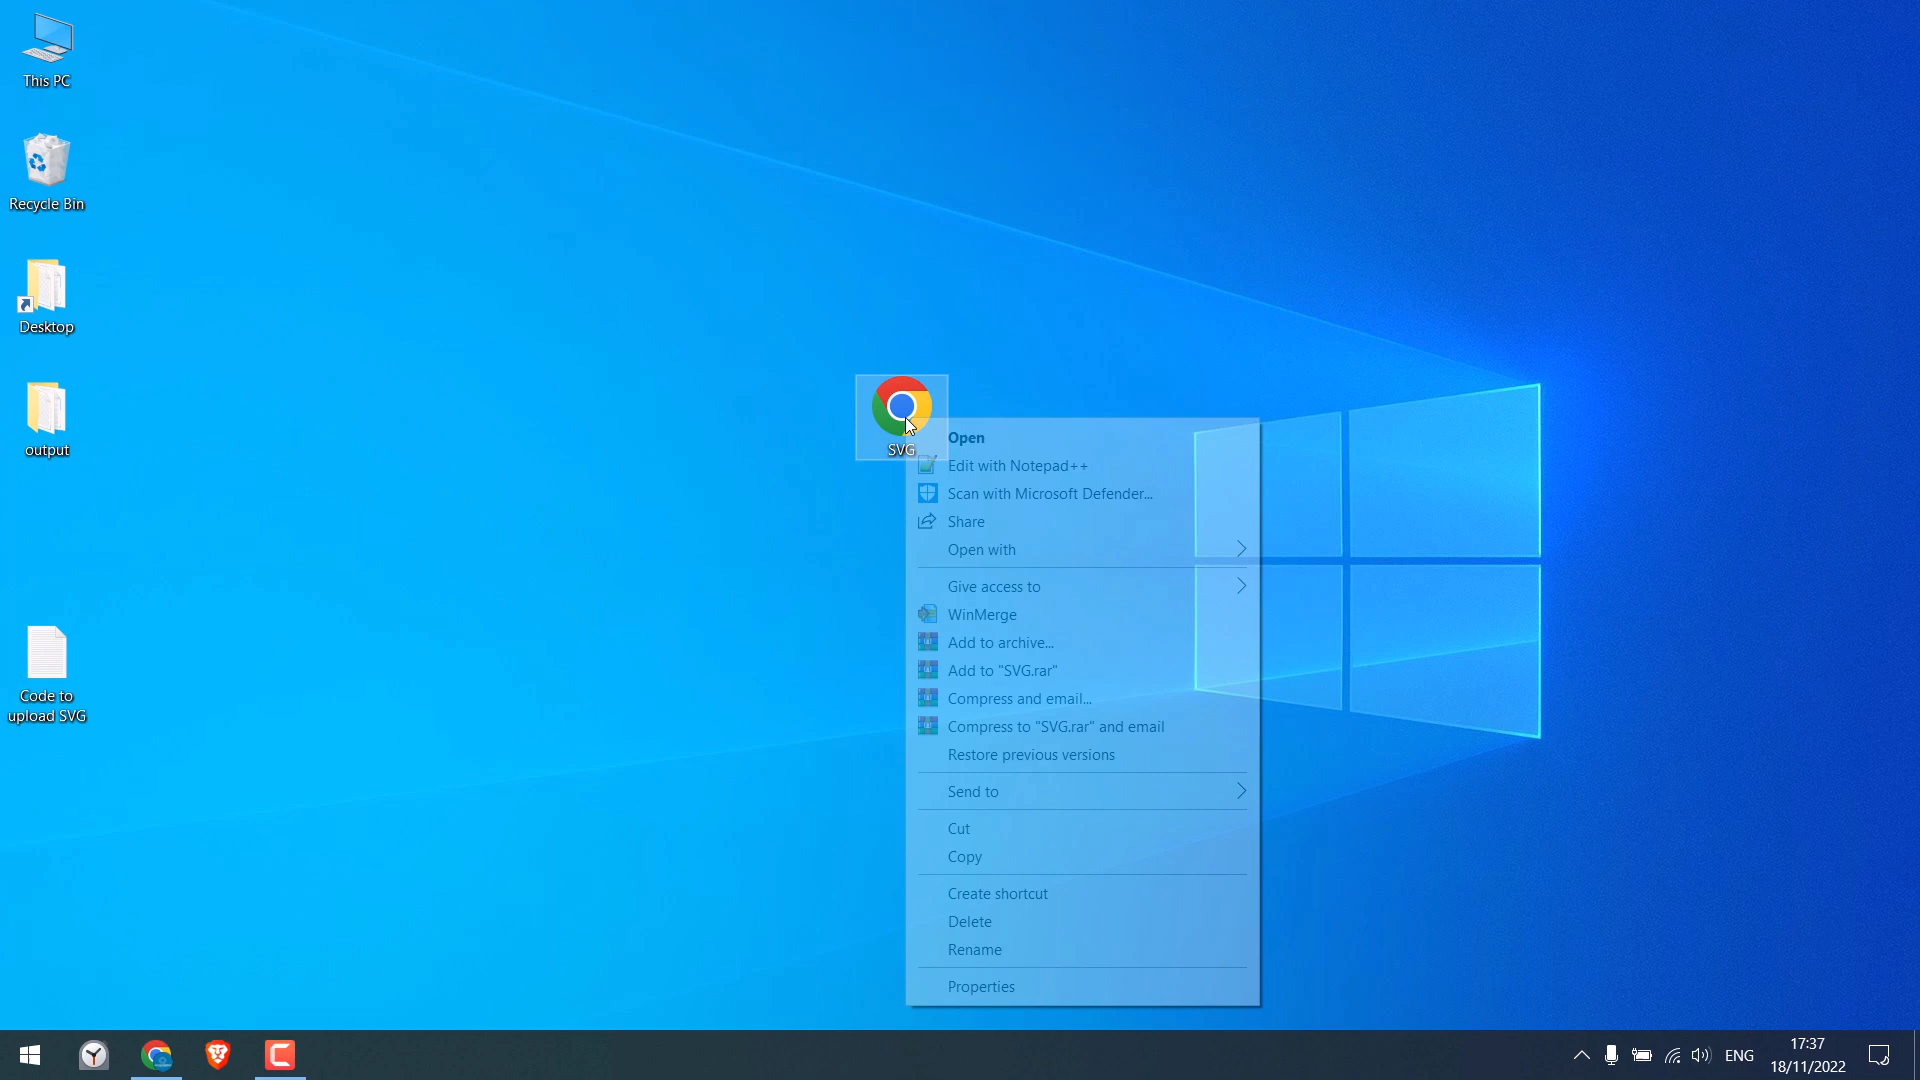 This PC
Recycle Bin
Desktop
output
Code to
upload SVG
SVG
Open
Edit with Notepad++
Scan with Microsoft Defender...
Share
Open with
Give access to
WinMerge
Add to archive...
Add to "SVG.rar"
Compress and email...
Compress to "SVG.rar" and email
Restore previous versions
Send to
Cut
Copy
Create shortcut
Delete
Rename
Properties
ENG
17:37
18/11/2022